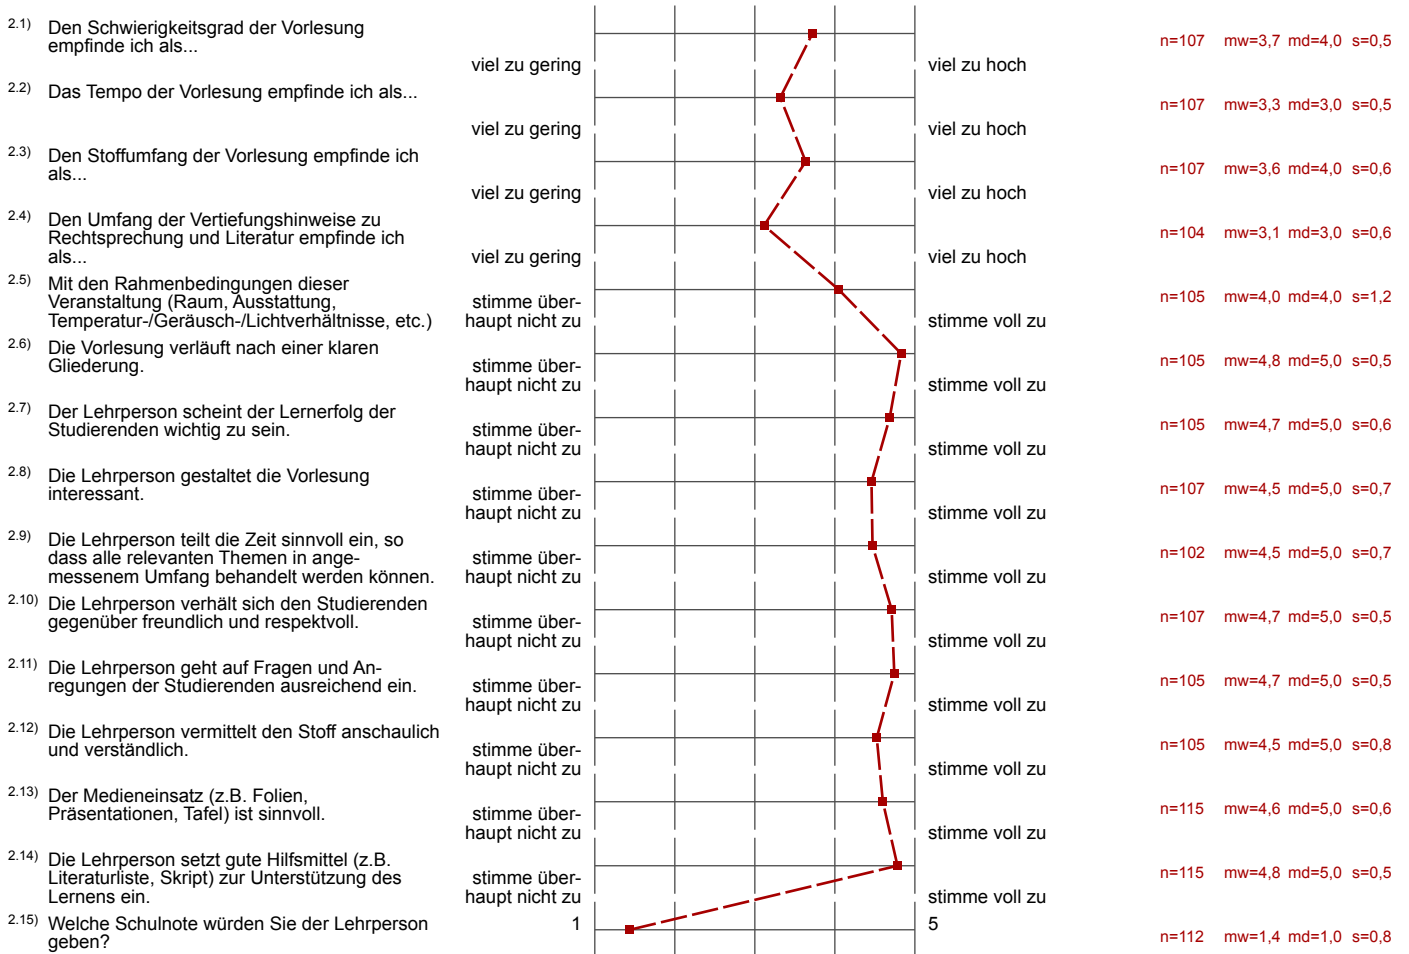 2.1) Den Schwierigkeitsgrad der Vorlesung
empfinde ich als...
viel zu gering viel zu hoch
n=107 mw=3,7 md=4,0 s=0,5
2.2) Das Tempo der Vorlesung empfinde ich als...
viel zu gering viel zu hoch
n=107 mw=3,3 md=3,0 s=0,5
2.3) Den Stoffumfang der Vorlesung empfinde ich
als...
viel zu gering viel zu hoch
n=107 mw=3,6 md=4,0 s=0,6
2.4) Den Umfang der Vertiefungshinweise zu
Rechtsprechung und Literatur empfinde ich
als...
viel zu gering viel zu hoch
n=104 mw=3,1 md=3,0 s=0,6
2.5) Mit den Rahmenbedingungen dieser
Veranstaltung (Raum, Ausstattung,
Temperatur-/Geräusch-/Lichtverhältnisse, etc.)
stimme über-
haupt nicht zu stimme voll zu
n=105 mw=4,0 md=4,0 s=1,2
2.6) Die Vorlesung verläuft nach einer klaren
Gliederung.
stimme über-
haupt nicht zu stimme voll zu
n=105 mw=4,8 md=5,0 s=0,5
2.7) Der Lehrperson scheint der Lernerfolg der
Studierenden wichtig zu sein.
stimme über-
haupt nicht zu stimme voll zu
n=105 mw=4,7 md=5,0 s=0,6
2.8) Die Lehrperson gestaltet die Vorlesung
interessant.
stimme über-
haupt nicht zu stimme voll zu
n=107 mw=4,5 md=5,0 s=0,7
2.9) Die Lehrperson teilt die Zeit sinnvoll ein, so
dass alle relevanten Themen in ange-
messenem Umfang behandelt werden können.
stimme über-
haupt nicht zu stimme voll zu
n=102 mw=4,5 md=5,0 s=0,7
2.10) Die Lehrperson verhält sich den Studierenden
gegenüber freundlich und respektvoll.
stimme über-
haupt nicht zu stimme voll zu
n=107 mw=4,7 md=5,0 s=0,5
2.11) Die Lehrperson geht auf Fragen und An-
regungen der Studierenden ausreichend ein.
stimme über-
haupt nicht zu stimme voll zu
n=105 mw=4,7 md=5,0 s=0,5
2.12) Die Lehrperson vermittelt den Stoff anschaulich
und verständlich.
stimme über-
haupt nicht zu stimme voll zu
n=105 mw=4,5 md=5,0 s=0,8
2.13) Der Medieneinsatz (z.B. Folien,
Präsentationen, Tafel) ist sinnvoll.
stimme über-
haupt nicht zu stimme voll zu
n=115 mw=4,6 md=5,0 s=0,6
2.14) Die Lehrperson setzt gute Hilfsmittel (z.B.
Literaturliste, Skript) zur Unterstützung des
Lernens ein.
stimme über-
haupt nicht zu stimme voll zu
n=115 mw=4,8 md=5,0 s=0,5
2.15) Welche Schulnote würden Sie der Lehrperson
geben?
1 5
n=112 mw=1,4 md=1,0 s=0,8